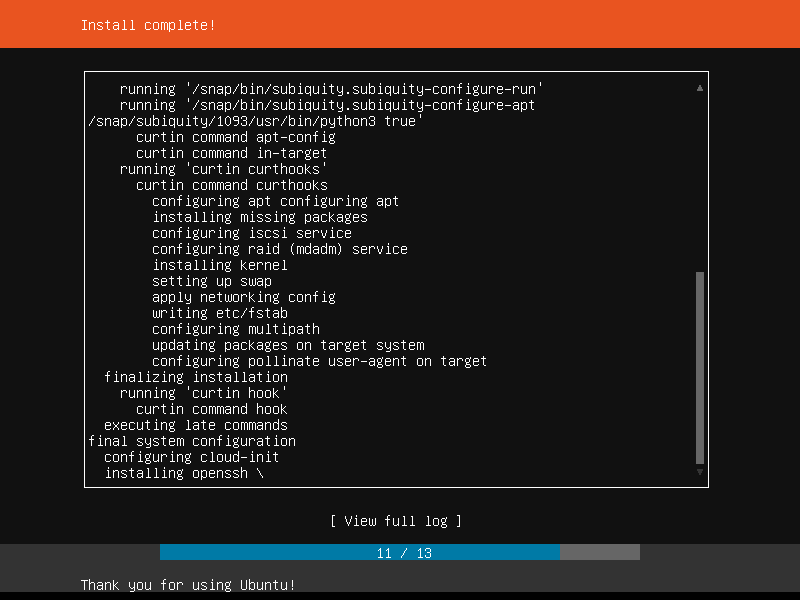 Install complete!
running '/snap/bin/subiquity.subiquity-configure-run'
running '/snap/bin/subiquity.subiquity-configure-apt
/snap/subiquity/1093/usr/bin/python3 true'
curtin command apt-config
curtin command in-target
running 'curtin curthooks'
curtin command curthooks
configuring apt configuring apt
installing missing packages
configuring iscsi service
configuring raid (mdadm) service
installing kernel
setting up swap
apply networking config
writing etc/fstab
configuring multipath
updating packages on target system
configuring pollinate user-agent on target
finalizing installation
running 'curtin hook'
curtin command hook
executing late commands
final system configuration
configuring cloud-init
installing openssh \
[ View full log ]
11 / 13
Thank you for using Ubuntu!